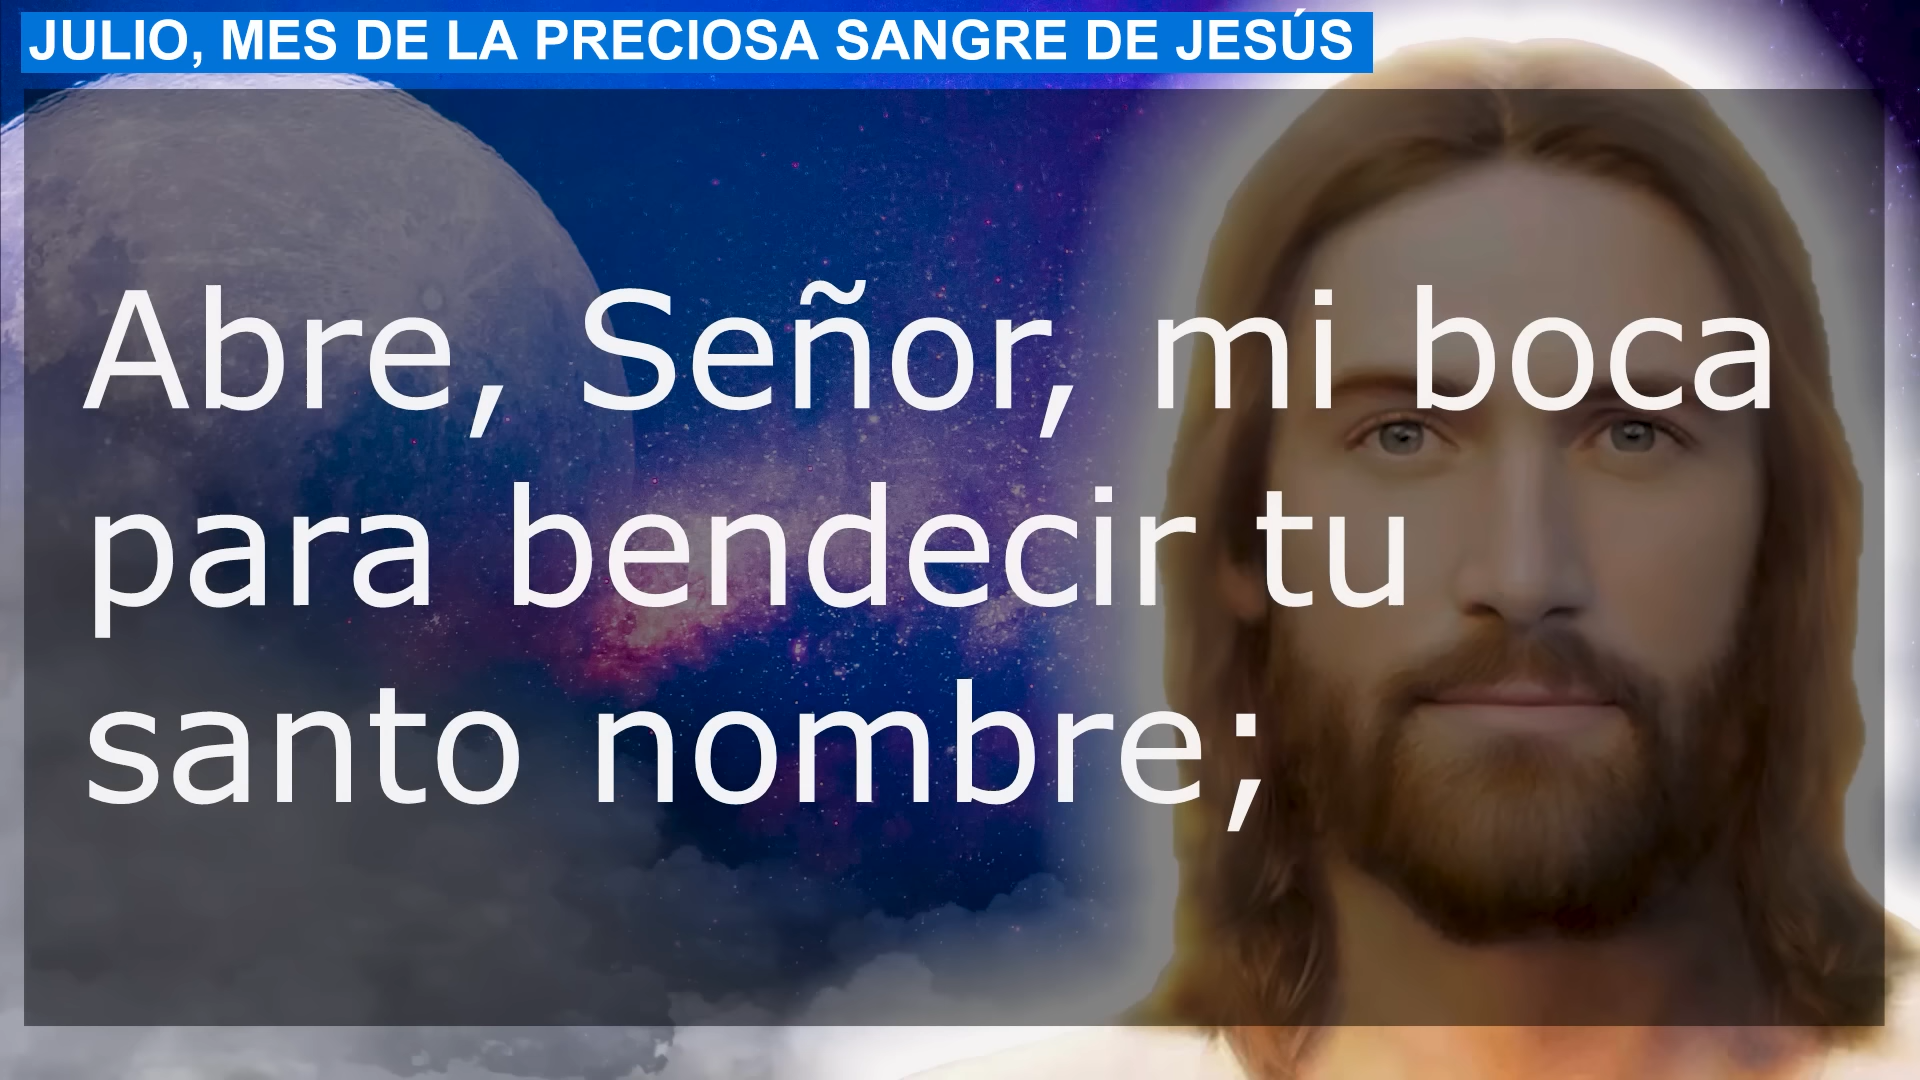 JULIO, MES DE LA PRECIOSA SANGRE DE JESÚS
Abre, Señor, mi boca
para bendecir tu
santo nombre;